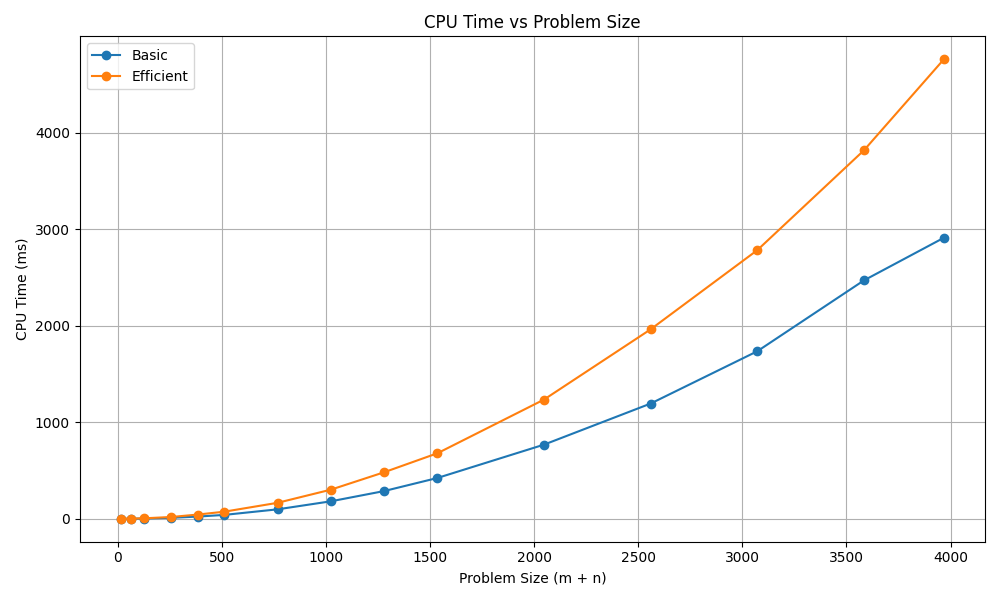 CPU Time vs Problem Size
Basic
Efficient
CPU Time (ms)
4000
3000
2000
1000
0
0 500 1000 1500 2000 2500 3000 3500 4000
Problem Size (m + n)